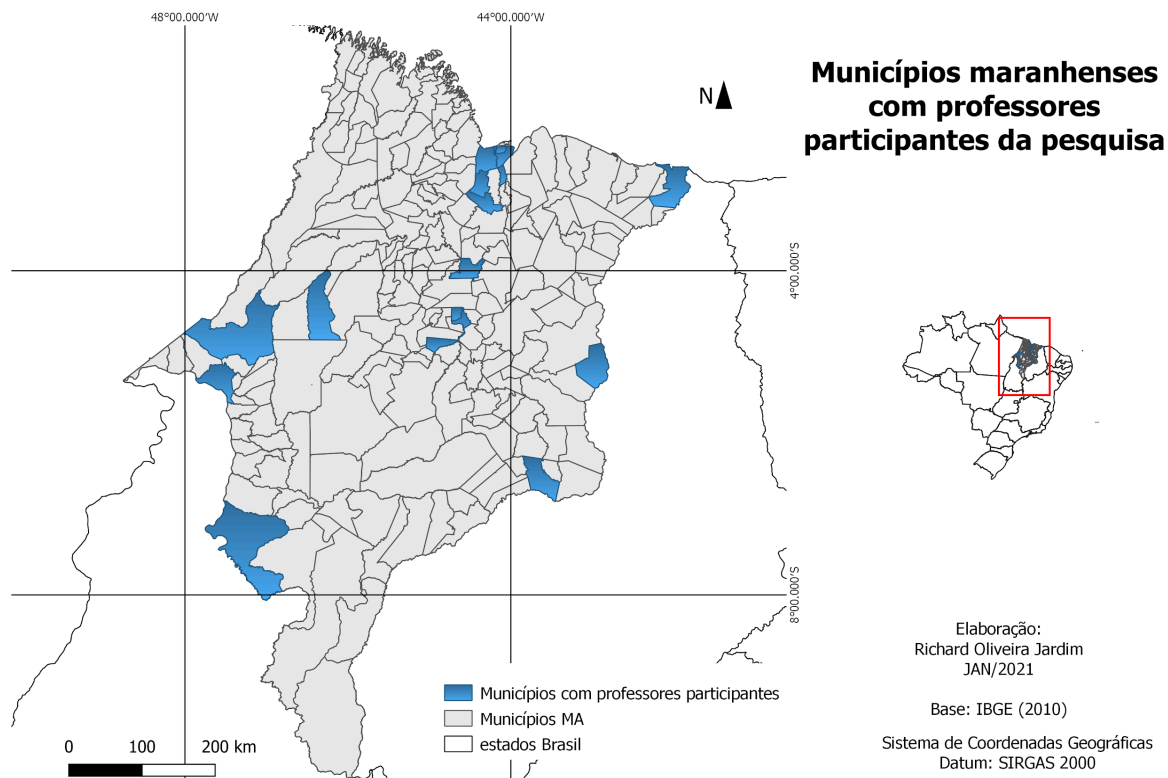 48°00.000'W
44°00.000'W
Municípios maranhenses
com professores
participantes da pesquisa
N
4°00.000'S
8°00.000'S
Municípios com professores participantes
Municípios MA
estados Brasil
0 100 200 km
Elaboração:
Richard Oliveira Jardim
JAN/2021
Base: IBGE (2010)
Sistema de Coordenadas Geográficas
Datum: SIRGAS 2000